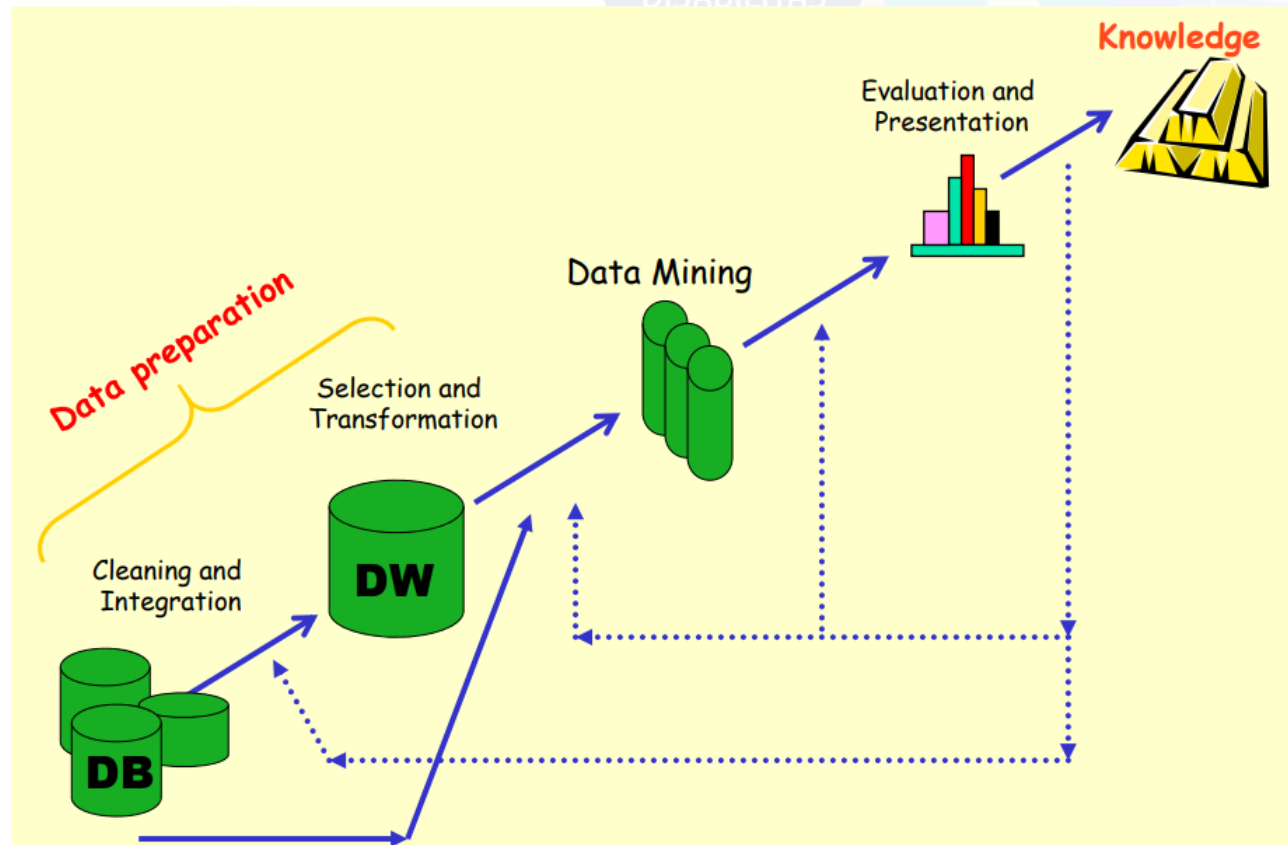 Knowledge
Evaluation and
Presentation
Data Mining
Data preparation
Selection and
Transformation
Cleaning and
Integration
DW
DB